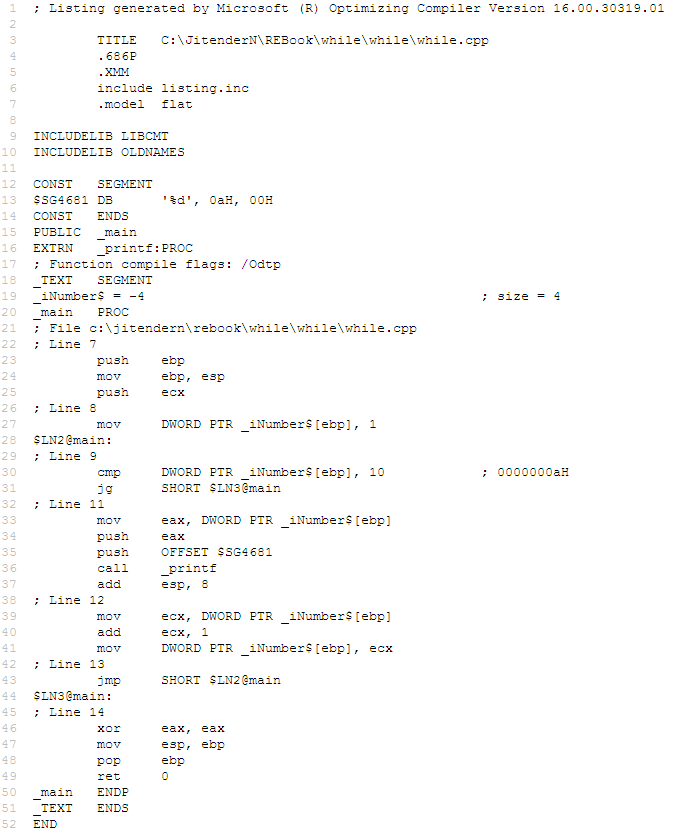 1 ; Listing generated by Microsoft (R) Optimizing Compiler Version 16.00.30319.01
2
3 TITLE C:\JitenderN\REBook\while\while\while.cpp
4 .686P
5 .XMM
6 include listing.inc
7 .model flat
8
9 INCLUDELIB LIBCMT
10 INCLUDELIB OLDNAMES
11
12 CONST SEGMENT
13 $SG4681 DB '%d', 0aH, 00H
14 CONST ENDS
15 PUBLIC _main
16 EXTRN _printf:PROC
17 ; Function compile flags: /Odtp
18 _TEXT SEGMENT
19 _iNumber$ = -4 ; size = 4
20 _main PROC
21 ; File c:\jitendern\rebook\while\while\while.cpp
22 ; Line 7
23 push ebp
24 mov ebp, esp
25 push ecx
26 ; Line 8
27 mov DWORD PTR _iNumber$[ebp], 1
28 $LN2@main:
29 ; Line 9
30 cmp DWORD PTR _iNumber$[ebp], 10 ; 0000000aH
31 jg SHORT $LN3@main
32 ; Line 11
33 mov eax, DWORD PTR _iNumber$[ebp]
34 push eax
35 push OFFSET $SG4681
36 call _printf
37 add esp, 8
38 ; Line 12
39 mov ecx, DWORD PTR _iNumber$[ebp]
40 add ecx, 1
41 mov DWORD PTR _iNumber$[ebp], ecx
42 ; Line 13
43 jmp SHORT $LN2@main
44 $LN3@main:
45 ; Line 14
46 xor eax, eax
47 mov esp, ebp
48 pop ebp
49 ret 0
50 _main ENDP
51 _TEXT ENDS
52 END